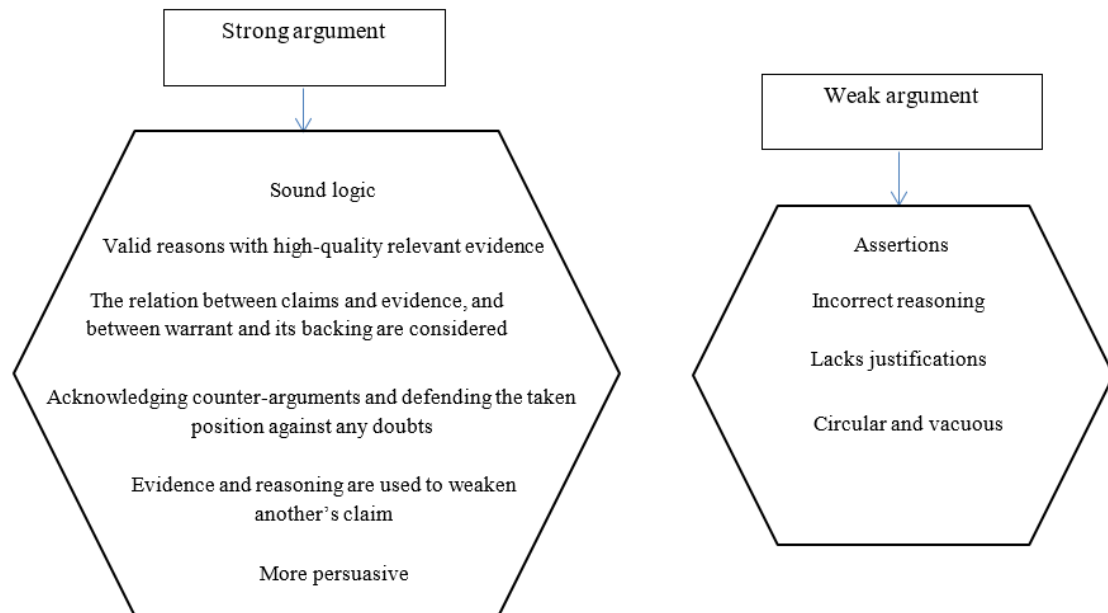 Strong argument
Sound logic
Valid reasons with high-quality relevant evidence
The relation between claims and evidence, and
between warrant and its backing are considered
Acknowledging counter-arguments and defending the taken
position against any doubts
Evidence and reasoning are used to weaken
another’s claim
More persuasive
Weak argument
Assertions
Incorrect reasoning
Lacks justifications
Circular and vacuous